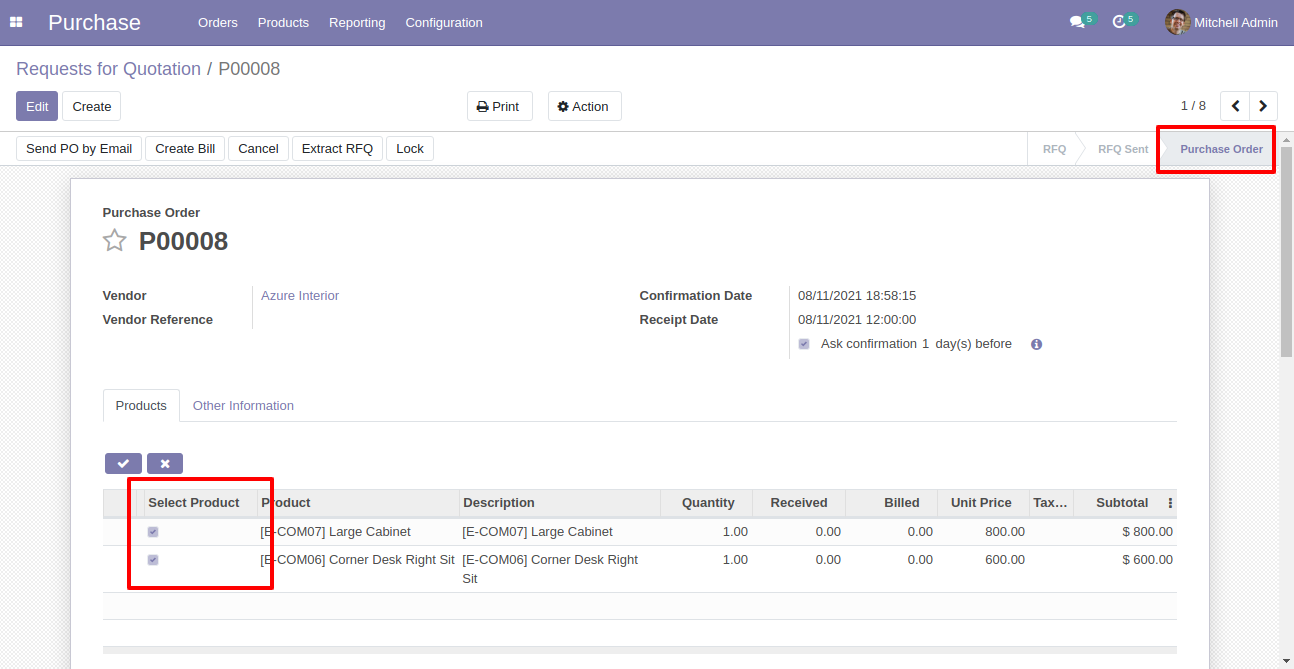 Purchase Orders Products Reporting Configuration 5 5 Mitchell Admin
Requests for Quotation / P00008
Edit Create Print Action 1 / 8
Send PO by Email Create Bill Cancel Extract RFQ Lock RFQ RFQ Sent Purchase Order
Purchase Order
P00008
Vendor Azure Interior Confirmation Date 08/11/2021 18:58:15
Vendor Reference Receipt Date 08/11/2021 12:00:00
Ask confirmation 1 day(s) before
Products Other Information
Select Product Product Description Quantity Received Billed Unit Price Tax... Subtotal
[E-COM07] Large Cabinet [E-COM07] Large Cabinet 1.00 0.00 0.00 800.00 $ 800.00
[E-COM06] Corner Desk Right Sit [E-COM06] Corner Desk Right 1.00 0.00 0.00 600.00 $ 600.00
Sit